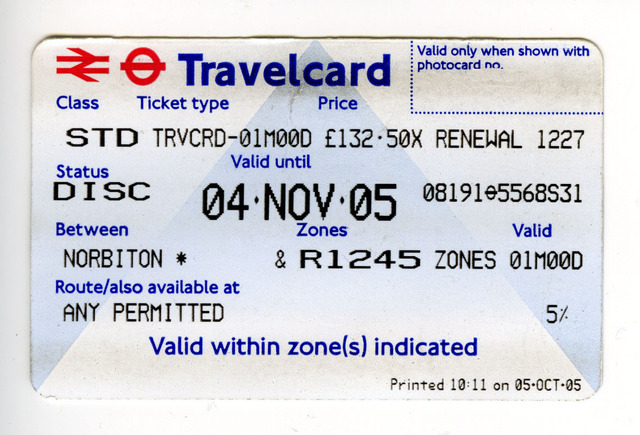 Travelcard
Valid only when shown with
photocard no.
Class Ticket type Price
STD TRVCRD-01M00D £132·50X RENEWAL 1227
Status Valid until
DISC 04·NOV·05 08191⊖5568S31
Between Zones Valid
NORBITON * & R1245 ZONES 01M00D
Route/also available at
ANY PERMITTED 5%
Valid within zone(s) indicated
Printed 10:11 on 05·OCT·05